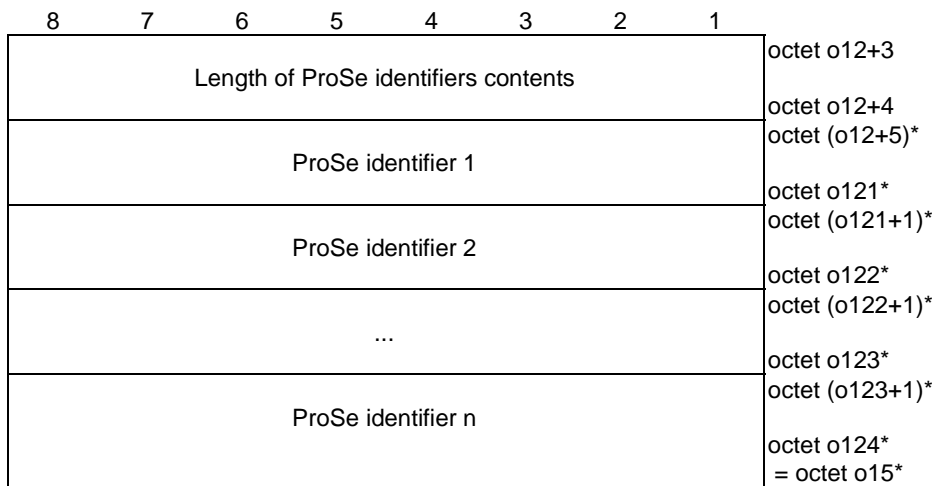 8 7 6 5 4 3 2 1
octet o12+3
Length of ProSe identifiers contents
octet o12+4
octet (o12+5)*
ProSe identifier 1
octet o121*
octet (o121+1)*
ProSe identifier 2
octet o122*
octet (o122+1)*
...
octet o123*
octet (o123+1)*
ProSe identifier n
octet o124*
= octet o15*